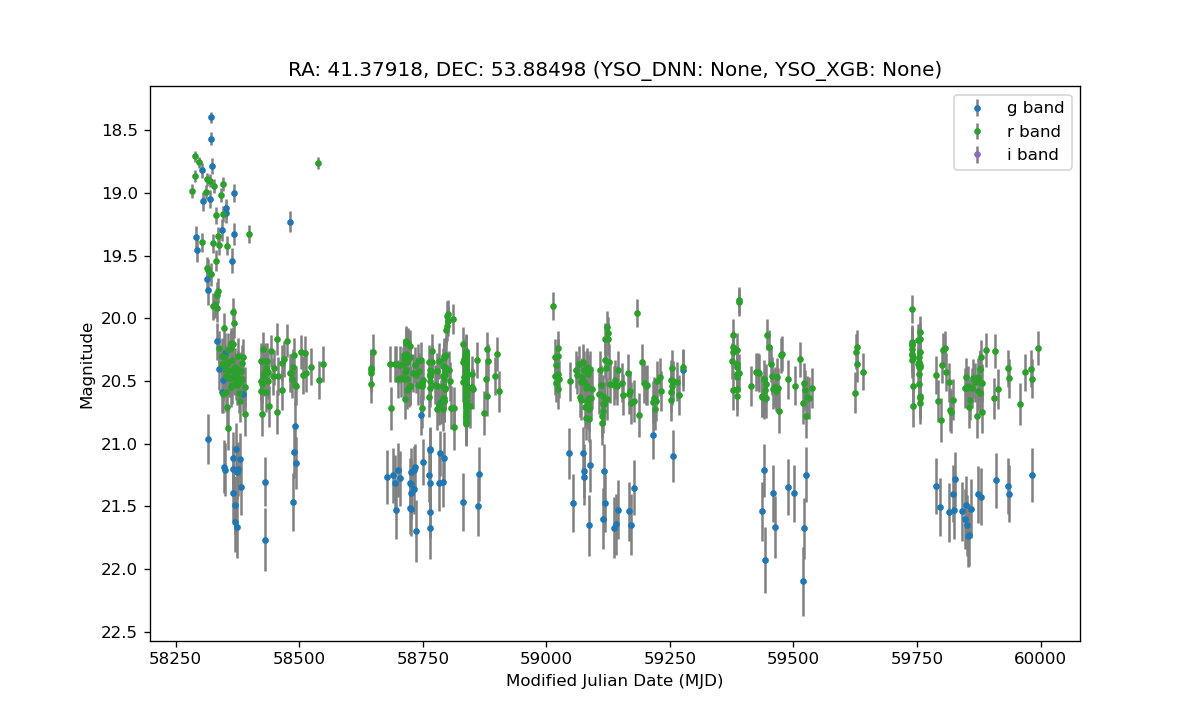 RA: 41.37918, DEC: 53.88498 (YSO_DNN: None, YSO_XGB: None)
g band
r band
i band
18.5
19.0
19.5
20.0
20.5
21.0
21.5
22.0
22.5
Magnitude
58250 58500 58750 59000 59250 59500 59750 60000
Modified Julian Date (MJD)